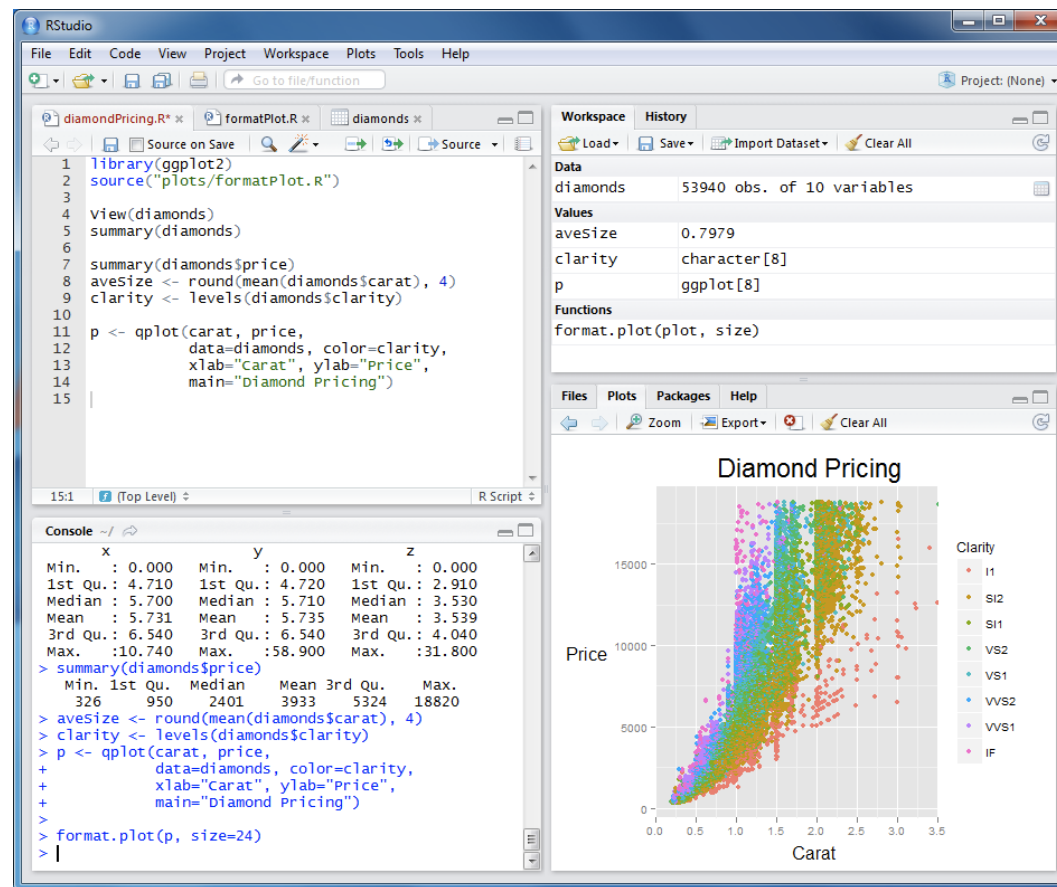 RStudio
File Edit Code View Project Workspace Plots Tools Help
Go to file/function
Project: (None)
diamondPricing.R*
formatPlot.R
diamonds
Source on Save
Source
1 library(ggplot2)
2 source("plots/formatPlot.R")
3
4 View(diamonds)
5 summary(diamonds)
6
7 summary(diamonds$price)
8 aveSize <- round(mean(diamonds$carat), 4)
9 clarity <- levels(diamonds$clarity)
10
11 p <- qplot(carat, price,
12 data=diamonds, color=clarity,
13 xlab="Carat", ylab="Price",
14 main="Diamond Pricing")
15
15:1 (Top Level) R Script
Console ~/
x y z
Min. : 0.000 Min. : 0.000 Min. : 0.000
1st Qu.: 4.710 1st Qu.: 4.720 1st Qu.: 2.910
Median : 5.700 Median : 5.710 Median : 3.530
Mean : 5.731 Mean : 5.735 Mean : 3.539
3rd Qu.: 6.540 3rd Qu.: 6.540 3rd Qu.: 4.040
Max. :10.740 Max. :58.900 Max. :31.800
> summary(diamonds$price)
Min. 1st Qu. Median Mean 3rd Qu. Max.
326 950 2401 3933 5324 18820
> aveSize <- round(mean(diamonds$carat), 4)
> clarity <- levels(diamonds$clarity)
> p <- qplot(carat, price,
+ data=diamonds, color=clarity,
+ xlab="Carat", ylab="Price",
+ main="Diamond Pricing")
>
> format.plot(p, size=24)
>
Workspace History
Load Save Import Dataset Clear All
Data
diamonds 53940 obs. of 10 variables
Values
aveSize 0.7979
clarity character[8]
p ggplot[8]
Functions
format.plot(plot, size)
Files Plots Packages Help
Zoom Export Clear All
Diamond Pricing
Price
15000
10000
5000
0
0.0 0.5 1.0 1.5 2.0 2.5 3.0 3.5
Carat
Clarity
I1
SI2
SI1
VS2
VS1
VVS2
VVS1
IF